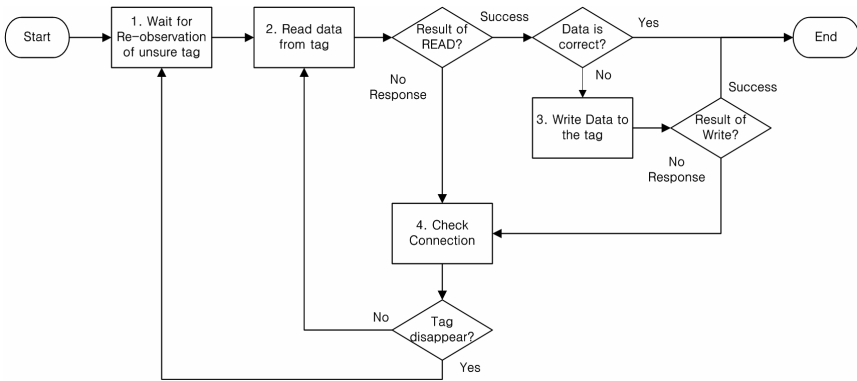 Start
1. Wait for
Re-observation
of unsure tag
2. Read data
from tag
Result of
READ?
Success
Data is
correct?
Yes
End
No
Response
No
3. Write Data to
the tag
Result of
Write?
Success
No
Response
4. Check
Connection
Tag
disappear?
No
Yes